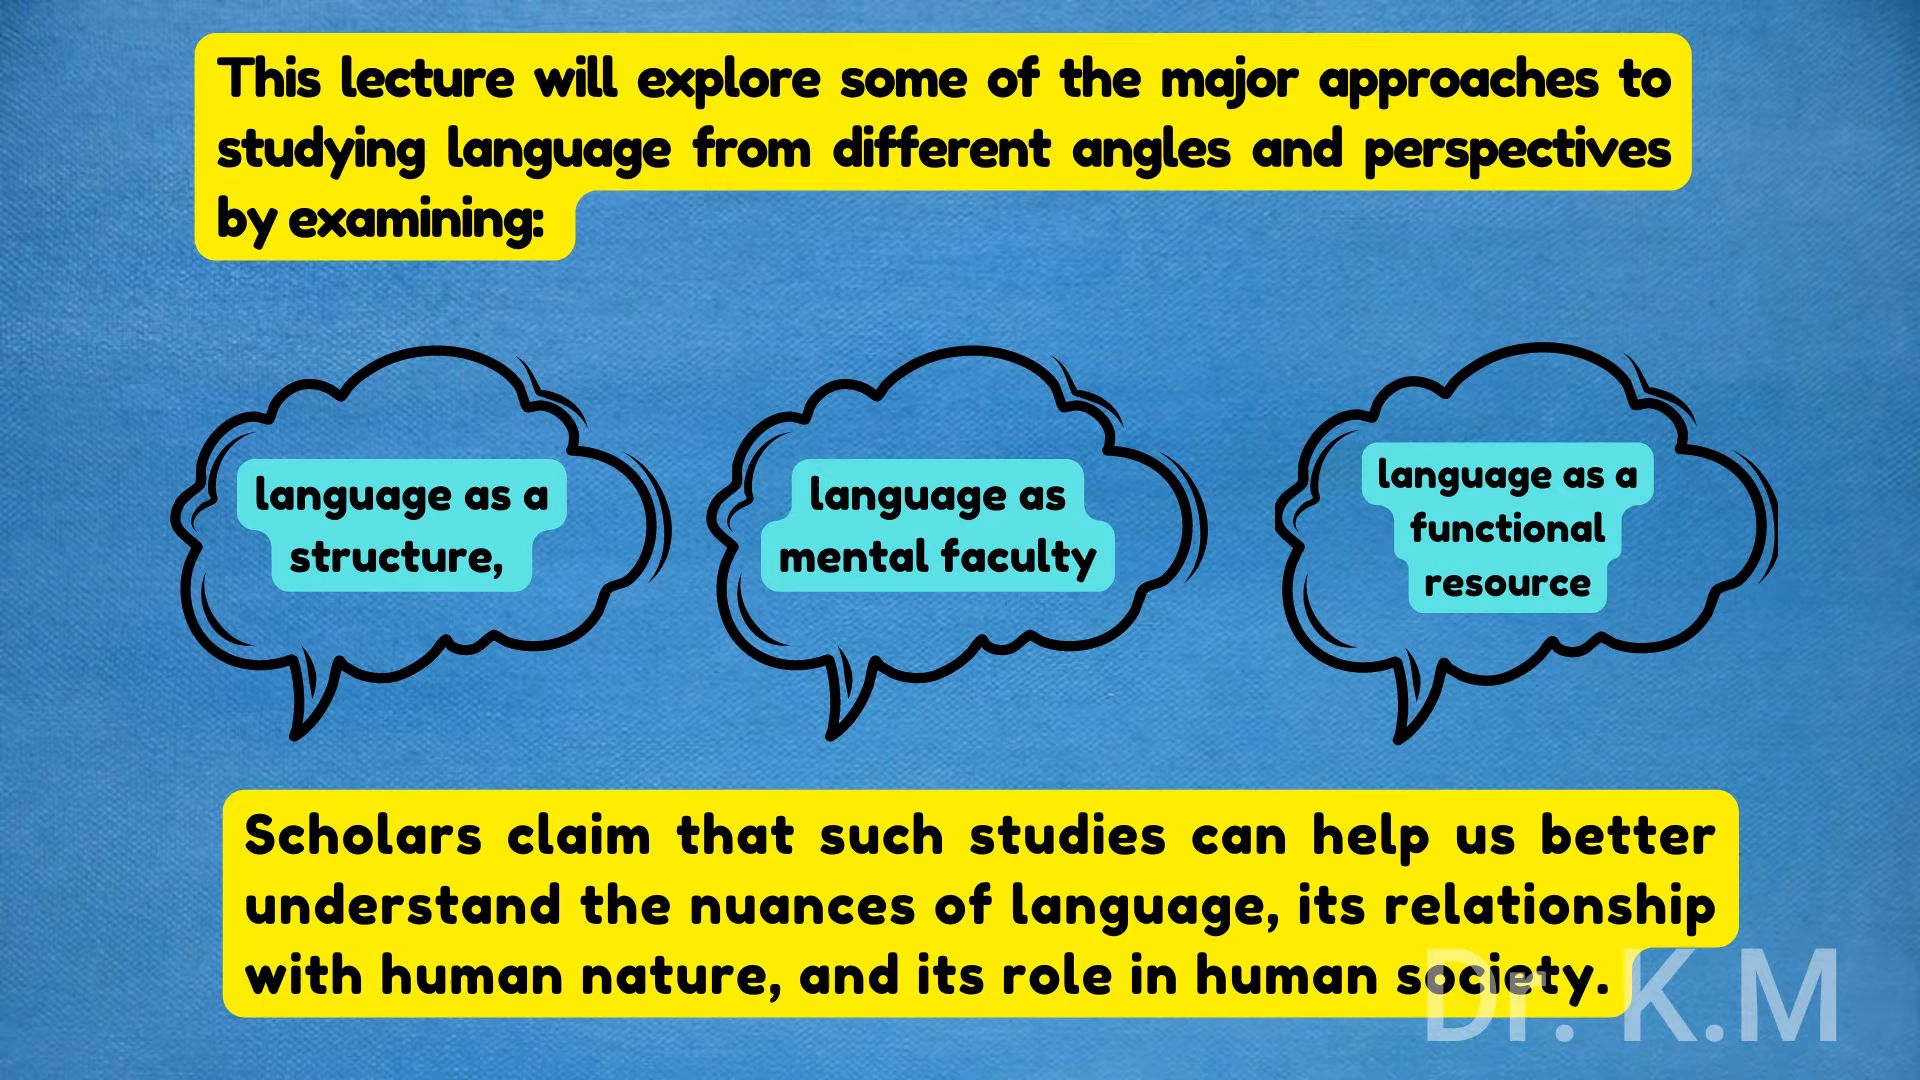 This lecture will explore some of the major approaches to
studying language from different angles and perspectives
by examining:
language as a
structure,
language as
mental faculty
language as a
functional
resource
Scholars claim that such studies can help us better
understand the nuances of language, its relationship
with human nature, and its role in human society.
Dr. K.M